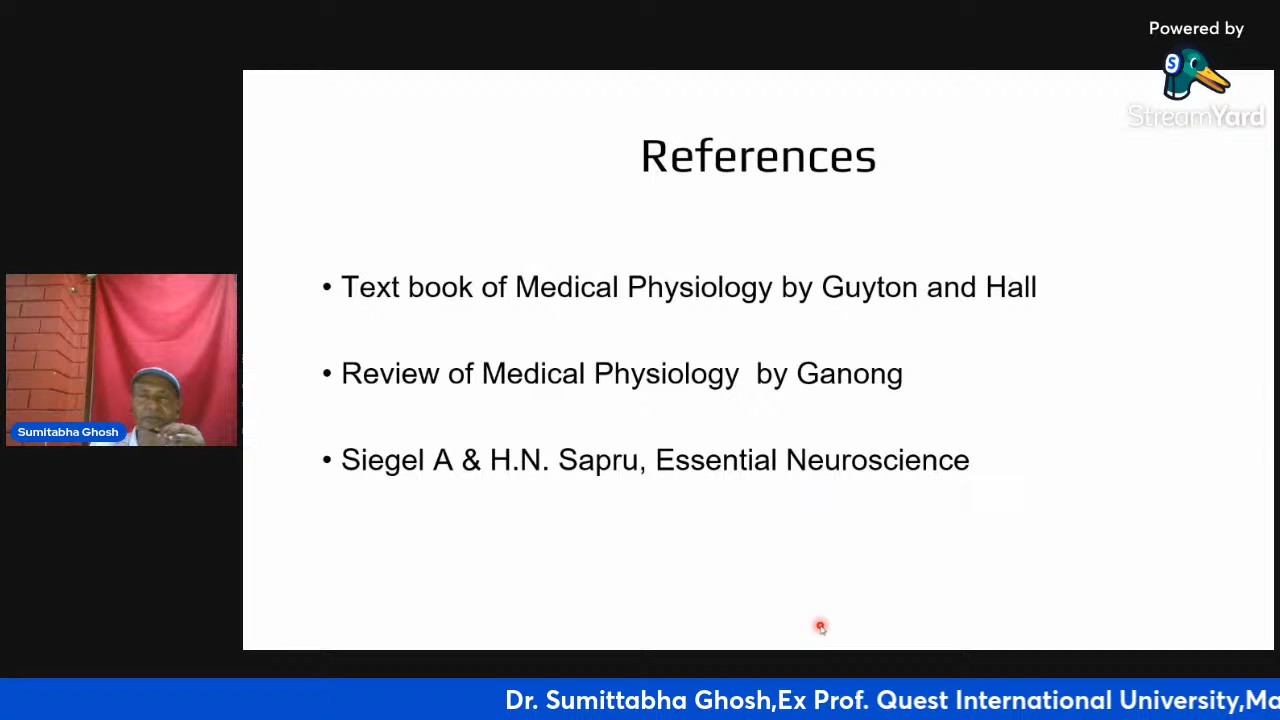 Powered by
S
StreamYard
References
• Text book of Medical Physiology by Guyton and Hall
• Review of Medical Physiology by Ganong
• Siegel A & H.N. Sapru, Essential Neuroscience
Sumitabha Ghosh
Dr. Sumittabha Ghosh,Ex Prof. Quest International University,Ma